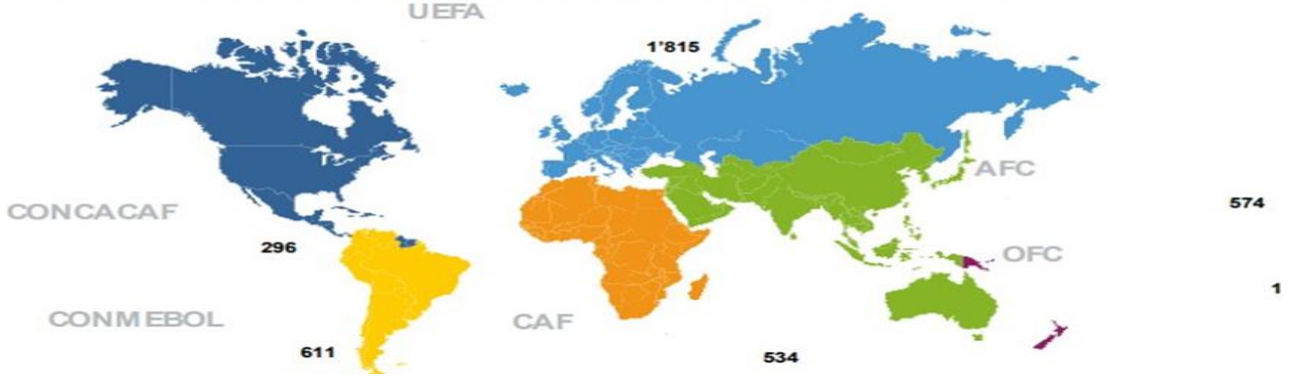 UEFA
1’815
AFC
CONCACAF
574
296
OFC
1
CONMEBOL
CAF
611
534